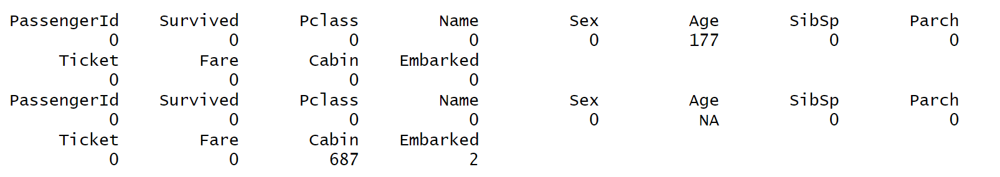 PassengerId Survived Pclass Name Sex Age SibSp Parch
0 0 0 0 0 177 0 0
Ticket Fare Cabin Embarked
0 0 0 0
PassengerId Survived Pclass Name Sex Age SibSp Parch
0 0 0 0 0 NA 0 0
Ticket Fare Cabin Embarked
0 0 687 2